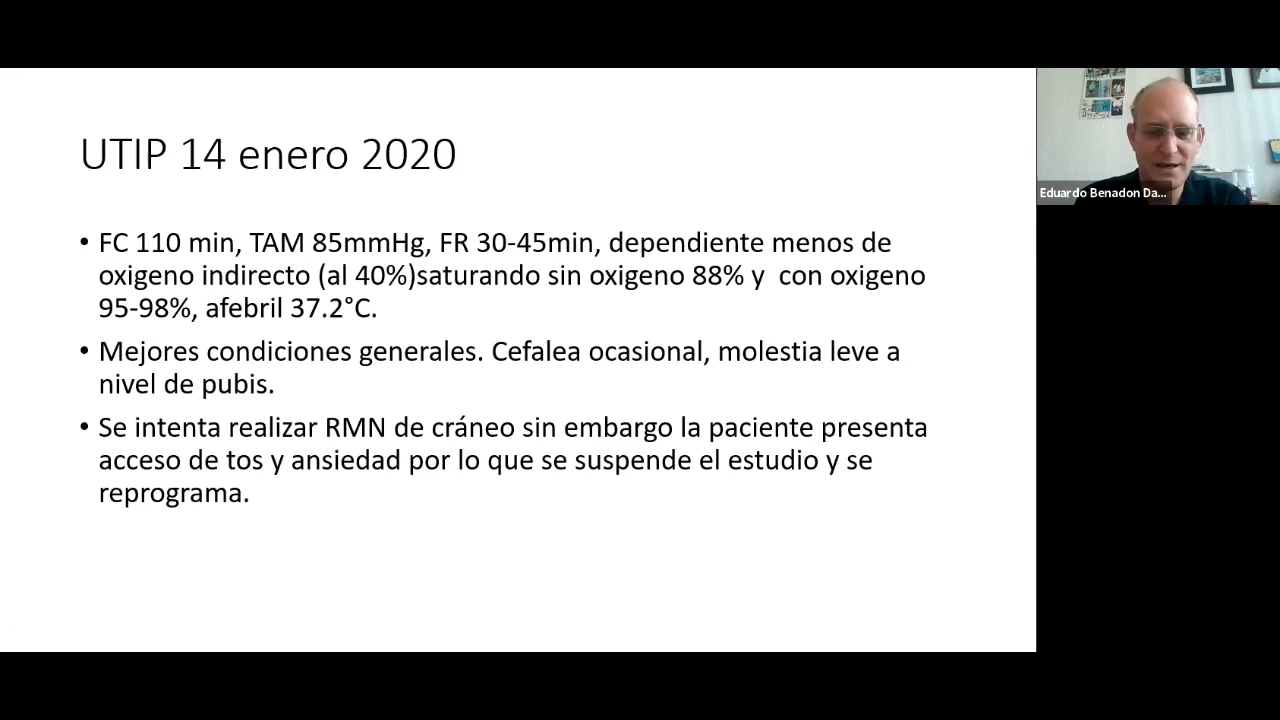 UTIP 14 enero 2020
• FC 110 min, TAM 85mmHg, FR 30-45min, dependiente menos de
oxigeno indirecto (al 40%)saturando sin oxigeno 88% y  con oxigeno
95-98%, afebril 37.2°C.
• Mejores condiciones generales. Cefalea ocasional, molestia leve a
nivel de pubis.
• Se intenta realizar RMN de cráneo sin embargo la paciente presenta
acceso de tos y ansiedad por lo que se suspende el estudio y se
reprograma.
Eduardo Benadon Da...